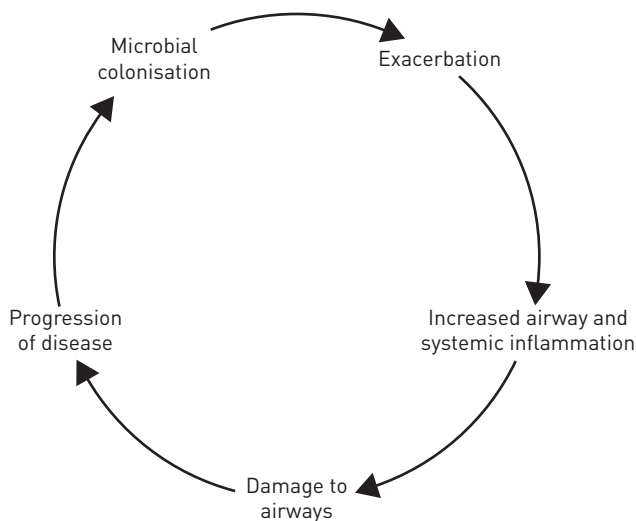 Microbial
colonisation
Exacerbation
Increased airway and
systemic inflammation
Damage to
airways
Progression
of disease